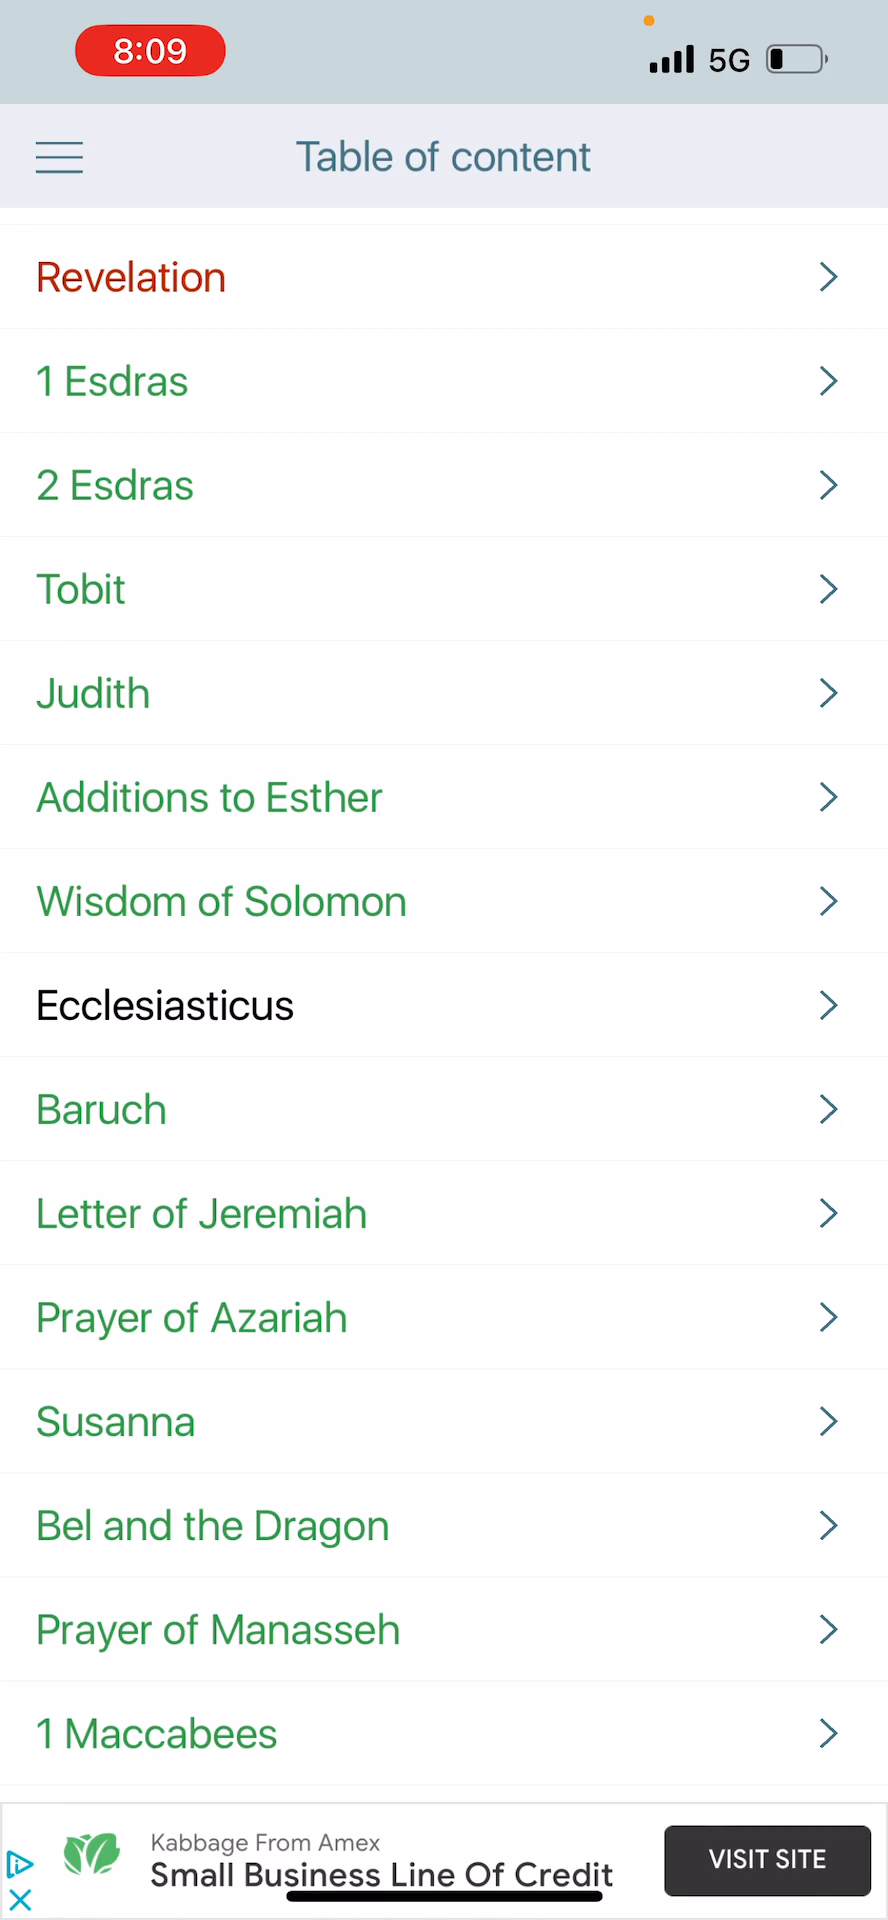 8:09
5G
Table of content
Revelation
1 Esdras
2 Esdras
Tobit
Judith
Additions to Esther
Wisdom of Solomon
Ecclesiasticus
Baruch
Letter of Jeremiah
Prayer of Azariah
Susanna
Bel and the Dragon
Prayer of Manasseh
1 Maccabees
Kabbage From Amex
Small Business Line Of Credit
VISIT SITE